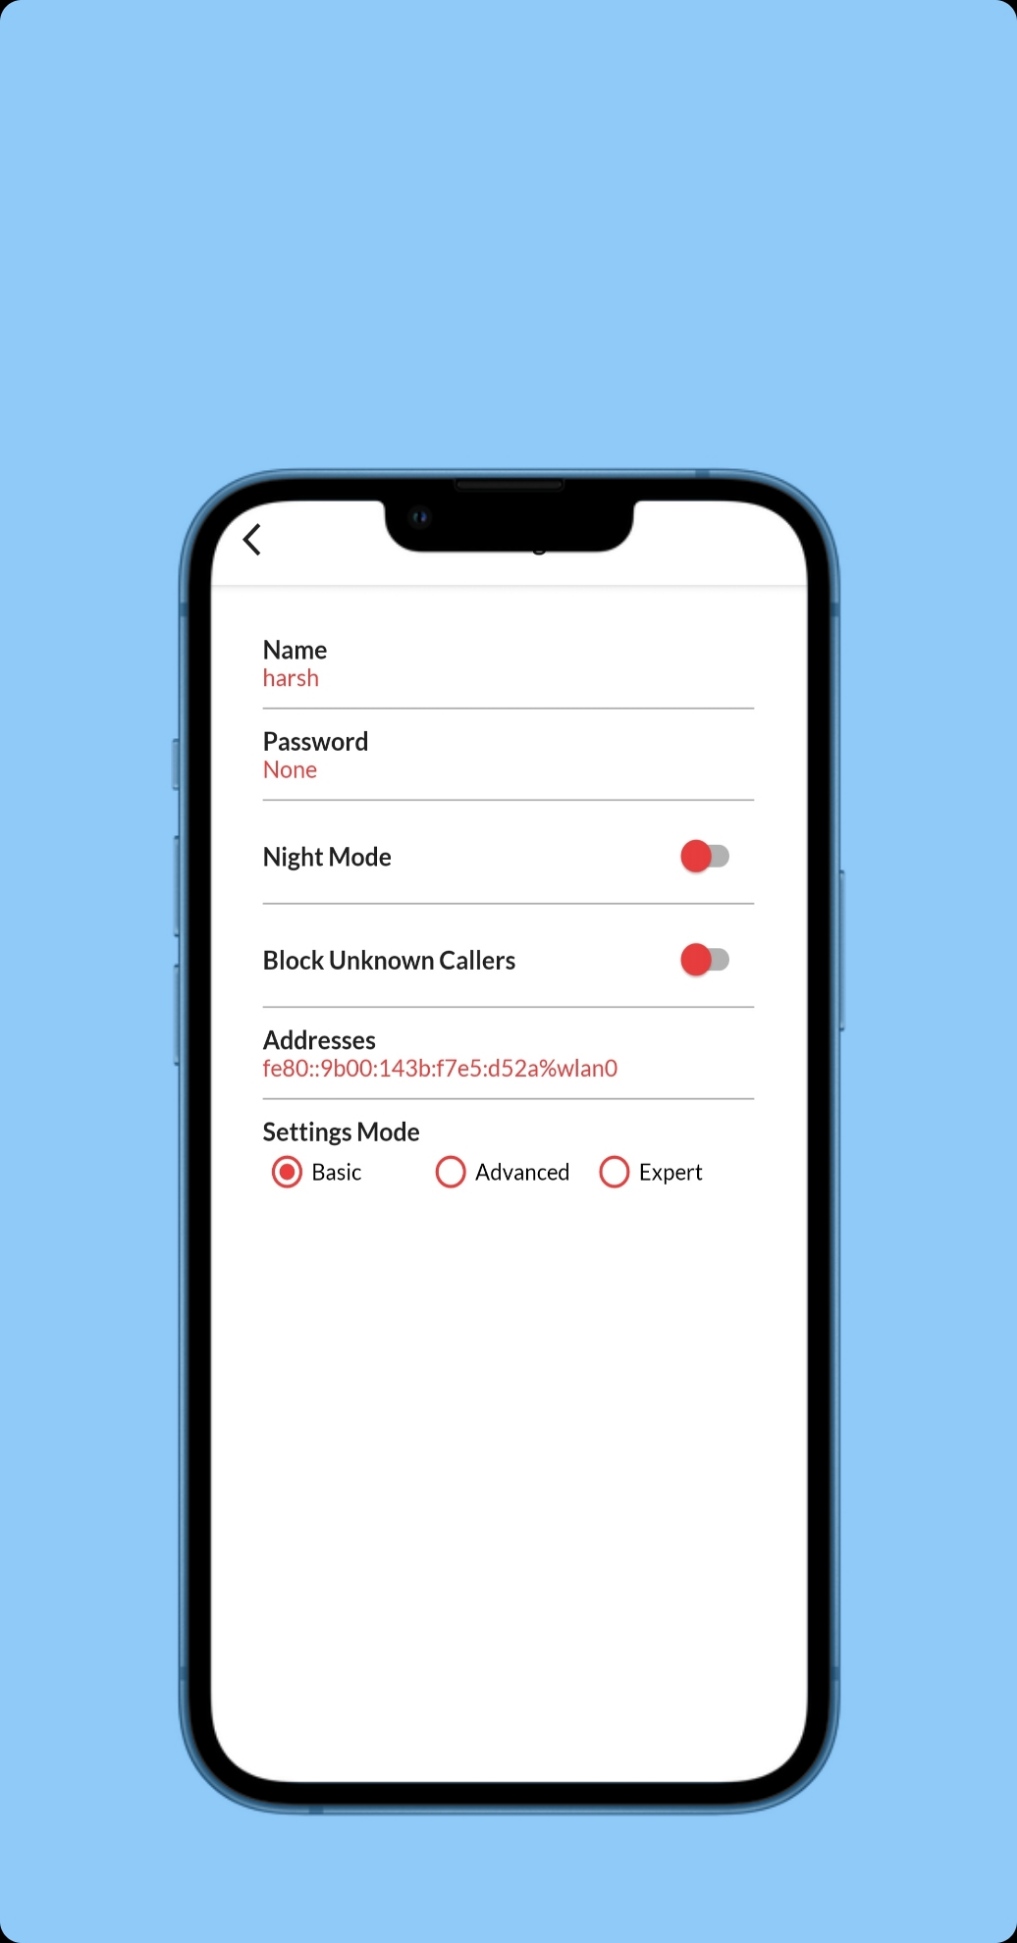 Name
harsh
Password
None
Night Mode
Block Unknown Callers
Addresses
fe80::9b00:143b:f7e5:d52a%wlan0
Settings Mode
Basic Advanced Expert